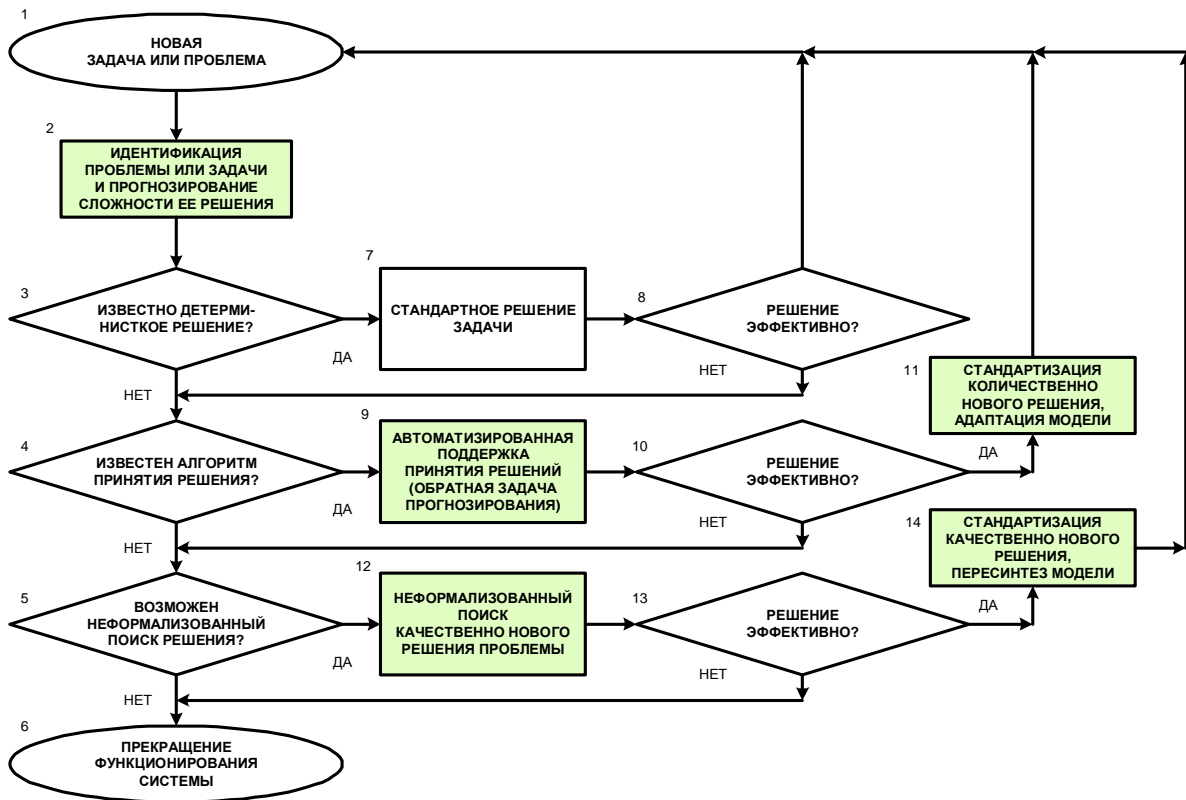 1
НОВАЯ
ЗАДАЧА ИЛИ ПРОБЛЕМА
2
ИДЕНТИФИКАЦИЯ
ПРОБЛЕМЫ ИЛИ ЗАДАЧИ
И ПРОГНОЗИРОВАНИЕ
СЛОЖНОСТИ ЕЕ РЕШЕНИЯ
3
ИЗВЕСТНО ДЕТЕРМИ-
НИСТКОЕ РЕШЕНИЕ?
ДА
НЕТ
7
СТАНДАРТНОЕ РЕШЕНИЕ
ЗАДАЧИ
8
РЕШЕНИЕ
ЭФФЕКТИВНО?
НЕТ
4
ИЗВЕСТЕН АЛГОРИТМ
ПРИНЯТИЯ РЕШЕНИЯ?
ДА
НЕТ
9
АВТОМАТИЗИРОВАННАЯ
ПОДДЕРЖКА
ПРИНЯТИЯ РЕШЕНИЙ
(ОБРАТНАЯ ЗАДАЧА
ПРОГНОЗИРОВАНИЯ)
10
РЕШЕНИЕ
ЭФФЕКТИВНО?
ДА
НЕТ
11
СТАНДАРТИЗАЦИЯ
КОЛИЧЕСТВЕННО
НОВОГО РЕШЕНИЯ,
АДАПТАЦИЯ МОДЕЛИ
5
ВОЗМОЖЕН
НЕФОРМАЛИЗОВАННЫЙ
ПОИСК РЕШЕНИЯ?
ДА
НЕТ
12
НЕФОРМАЛИЗОВАННЫЙ
ПОИСК
КАЧЕСТВЕННО НОВОГО
РЕШЕНИЯ ПРОБЛЕМЫ
13
РЕШЕНИЕ
ЭФФЕКТИВНО?
ДА
НЕТ
14
СТАНДАРТИЗАЦИЯ
КАЧЕСТВЕННО НОВОГО
РЕШЕНИЯ,
ПЕРЕСИНТЕЗ МОДЕЛИ
6
ПРЕКРАЩЕНИЕ
ФУНКЦИОНИРОВАНИЯ
СИСТЕМЫ